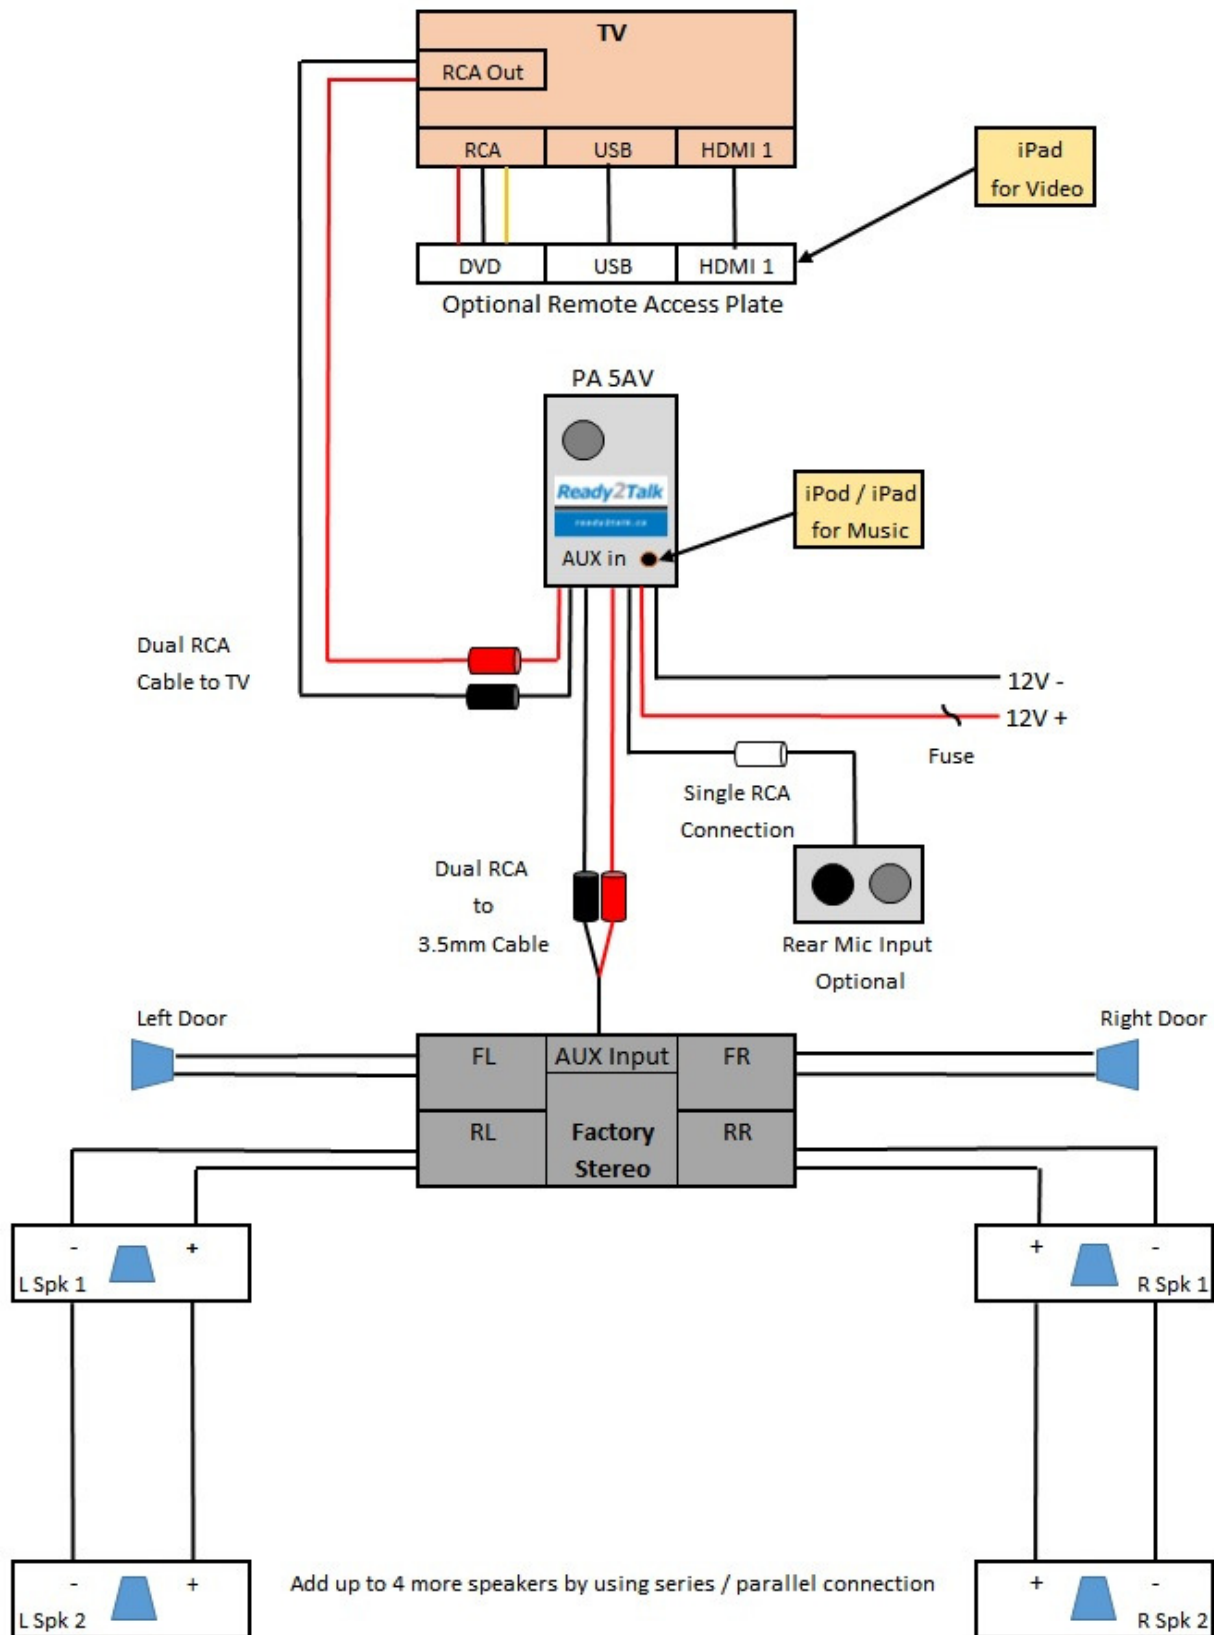 TV
RCA Out
RCA
USB
HDMI 1
iPad
for Video
DVD
USB
HDMI 1
Optional Remote Access Plate
PA 5AV
Ready2Talk
ready2talk.ca
AUX in
iPod / iPad
for Music
Dual RCA
Cable to TV
12V -
12V +
Fuse
Single RCA
Connection
Dual RCA
to
3.5mm Cable
Rear Mic Input
Optional
Left Door
Right Door
FL
AUX Input
FR
RL
Factory
Stereo
RR
- +
L Spk 1
+ -
R Spk 1
- +
L Spk 2
Add up to 4 more speakers by using series / parallel connection
+ -
R Spk 2